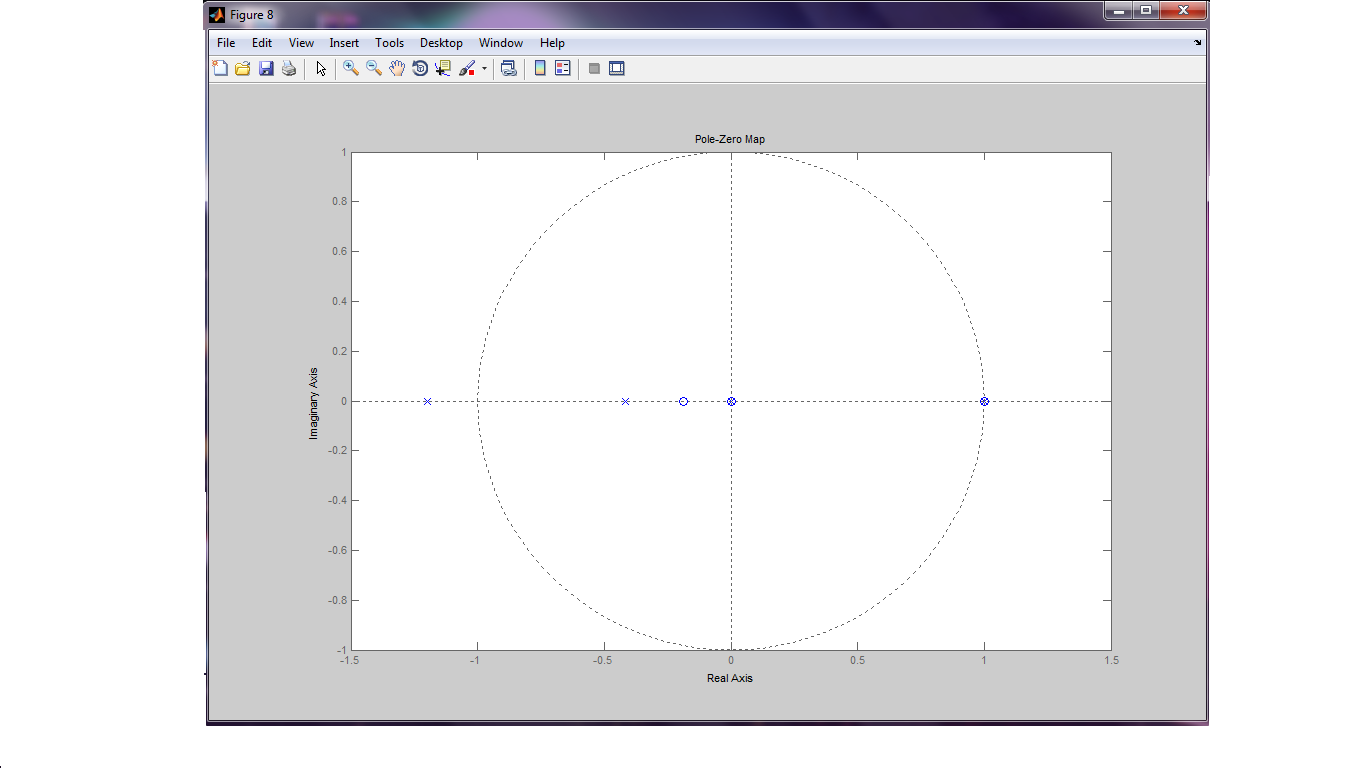 Figure 8
File Edit View Insert Tools Desktop Window Help
Pole-Zero Map
1
0.8
0.6
0.4
0.2
0
-0.2
-0.4
-0.6
-0.8
-1
Imaginary Axis
-1.5 -1 -0.5 0 0.5 1 1.5
Real Axis